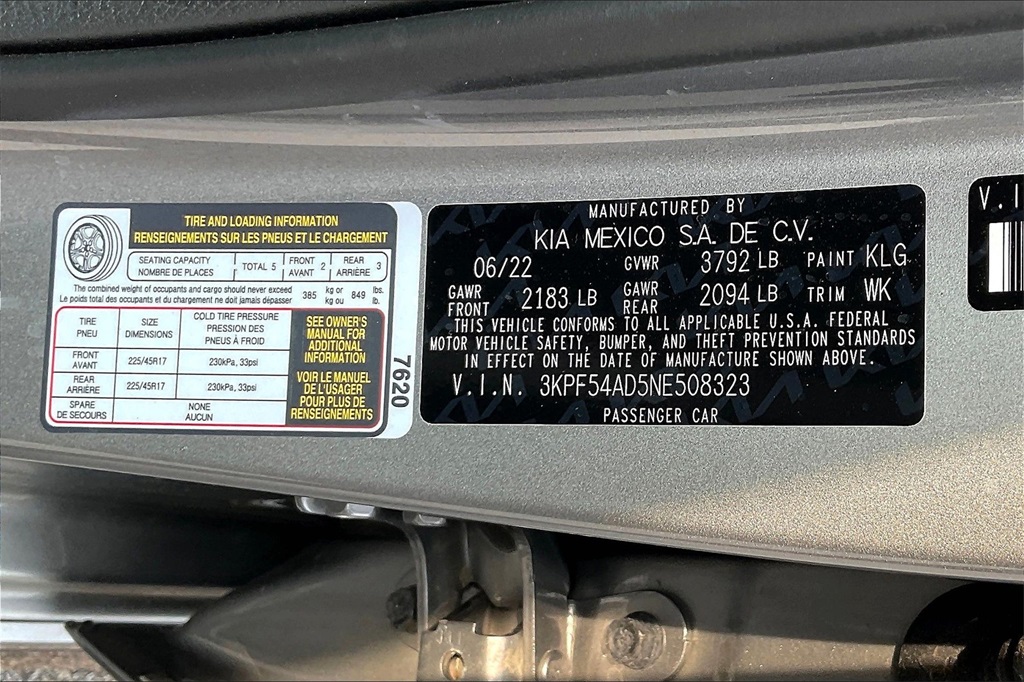 TIRE AND LOADING INFORMATION
RENSEIGNEMENTS SUR LES PNEUS ET LE CHARGEMENT
SEATING CAPACITY
NOMBRE DE PLACES
TOTAL 5
FRONT
AVANT
2
REAR
ARRIÈRE
3
The combined weight of occupants and cargo should never exceed
Le poids total des occupants et du chargement ne doit jamais dépasser
385
kg or
kg ou
849
lbs.
lb.
TIRE
PNEU
SIZE
DIMENSIONS
COLD TIRE PRESSURE
PRESSION DES
PNEUS À FROID
FRONT
AVANT
225/45R17
230kPa, 33psi
REAR
ARRIÈRE
225/45R17
230kPa, 33psi
SPARE
DE SECOURS
NONE
AUCUN
SEE OWNER'S
MANUAL FOR
ADDITIONAL
INFORMATION
VOIR LE MANUEL
DE L'USAGER
POUR PLUS DE
RENSEIGNEMENTS
7620
MANUFACTURED BY
KIA MEXICO S.A. DE C.V.
06/22 GVWR 3792 LB PAINT KLG
GAWR
FRONT
2183 LB
GAWR
REAR
2094 LB TRIM WK
THIS VEHICLE CONFORMS TO ALL APPLICABLE U.S.A. FEDERAL
MOTOR VEHICLE SAFETY, BUMPER, AND THEFT PREVENTION STANDARDS
IN EFFECT ON THE DATE OF MANUFACTURE SHOWN ABOVE.
V.I.N. 3KPF54AD5NE508323
PASSENGER CAR
V.I